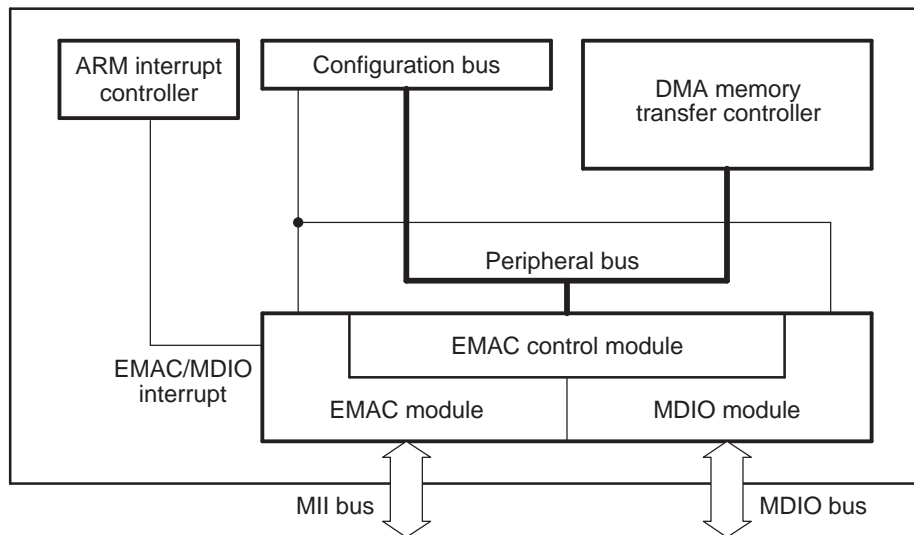 ARM interrupt
controller
Configuration bus
DMA memory
transfer controller
Peripheral bus
EMAC control module
EMAC/MDIO
interrupt
EMAC module
MDIO module
MII bus
MDIO bus